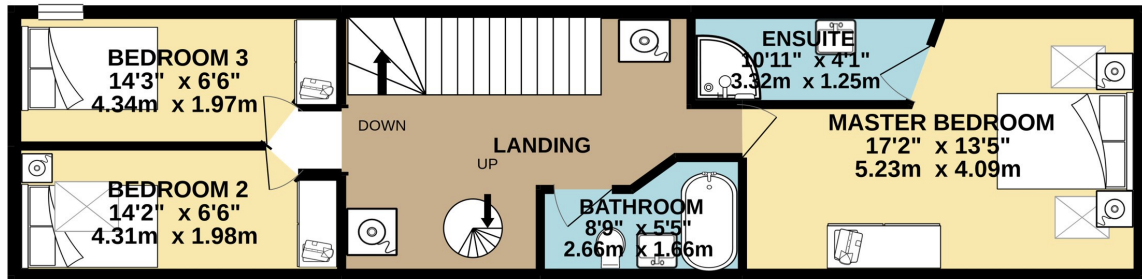 BEDROOM 3
14'3" x 6'6"
4.34m x 1.97m
BEDROOM 2
14'2" x 6'6"
4.31m x 1.98m
DOWN
LANDING
UP
ENSUITE
10'11" x 4'1"
3.32m x 1.25m
BATHROOM
8'9" x 5'5"
2.66m x 1.66m
MASTER BEDROOM
17'2" x 13'5"
5.23m x 4.09m